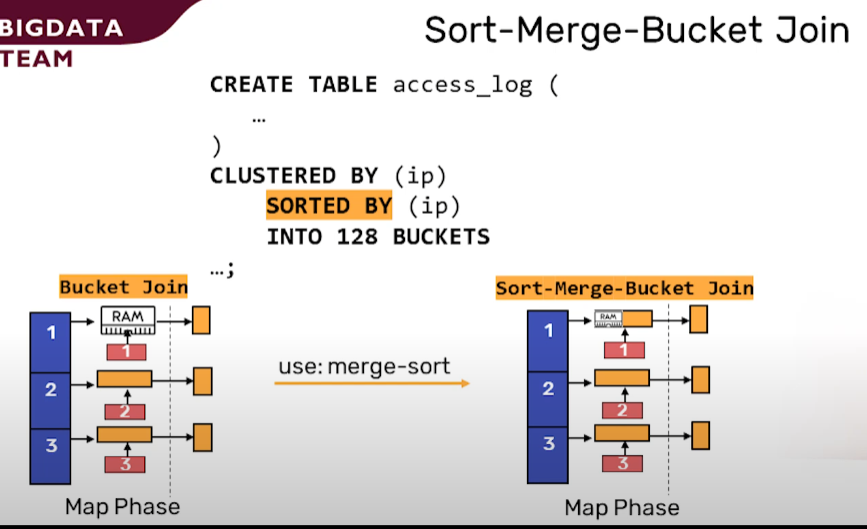 BIGDATA
TEAM
Sort-Merge-Bucket Join
CREATE TABLE access_log (
…
)
CLUSTERED BY (ip)
SORTED BY (ip)
INTO 128 BUCKETS
…;
Bucket Join
RAM
1
1
2
2
3
3
Map Phase
use: merge-sort
Sort-Merge-Bucket Join
RAM
1
1
2
2
3
3
Map Phase